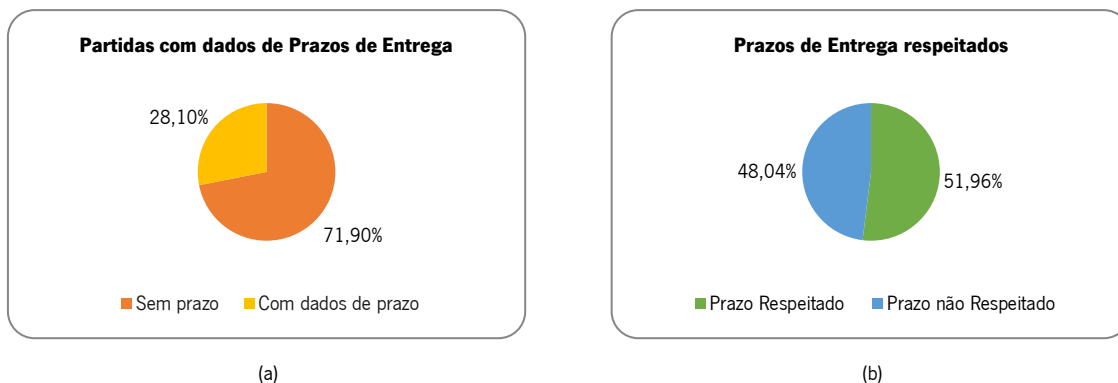 Partidas com dados de Prazos de Entrega
28,10%
71,90%
Sem prazo
Com dados de prazo
(a)
Prazos de Entrega respeitados
48,04%
51,96%
Prazo Respeitado
Prazo não Respeitado
(b)